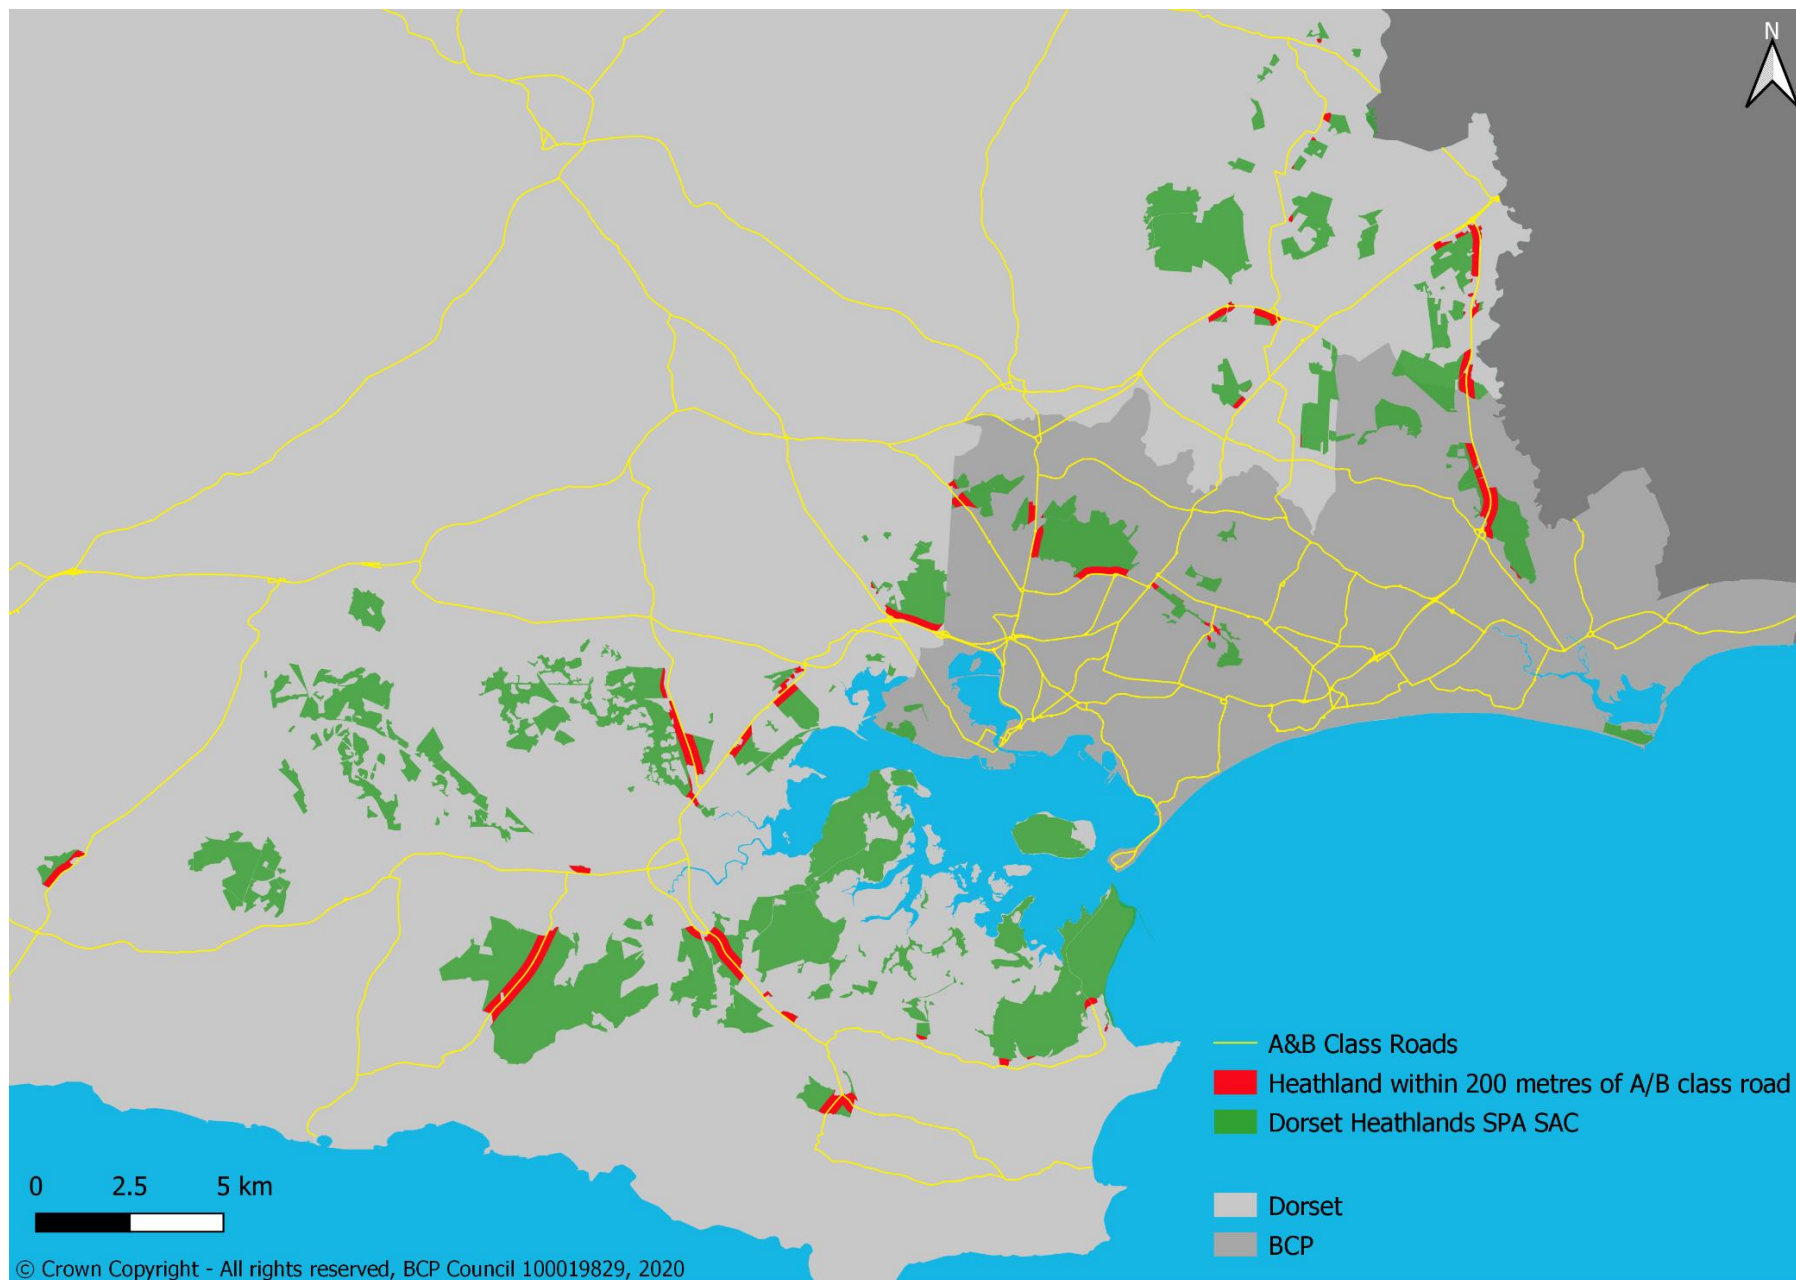 N
A&B Class Roads
Heathland within 200 metres of A/B class road
Dorset Heathlands SPA SAC
Dorset
BCP
0 2.5 5 km
© Crown Copyright - All rights reserved, BCP Council 100019829, 2020